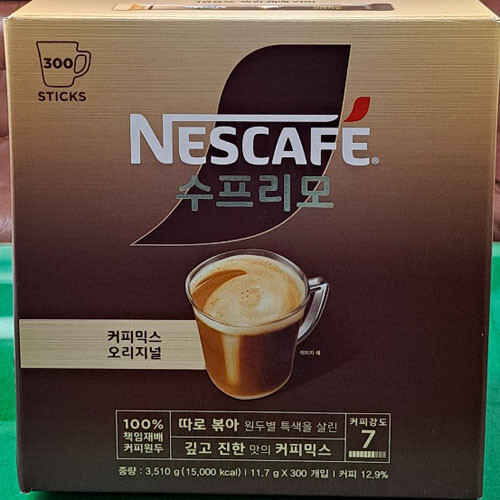 300
STICKS
NESCAFÉ®
수프리모
커피믹스
오리지널
이미지 예
100%
책임재배
커피원두
따로 볶아 원두별 특색을 살린
깊고 진한 맛의 커피믹스
커피강도
7
중량 : 3,510 g (15,000 kcal) | 11.7 g X 300 개입 | 커피 12.9%